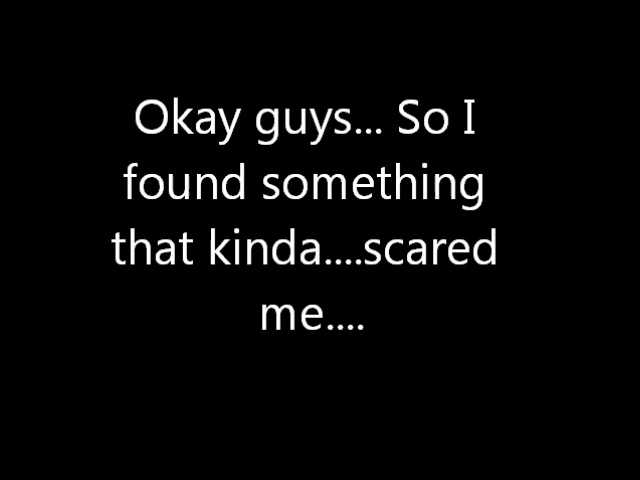 Okay guys... So I
found something
that kinda....scared
me....